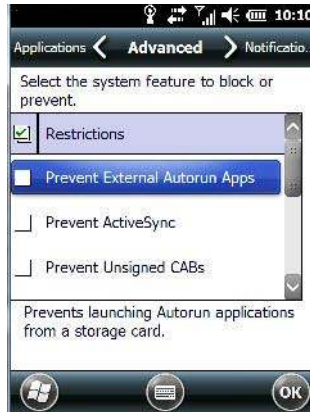 10:10
Applications Advanced Notificatio..
Select the system feature to block or
prevent.
Restrictions
Prevent External Autorun Apps
Prevent ActiveSync
Prevent Unsigned CABs
Prevents launching Autorun applications
from a storage card.
OK